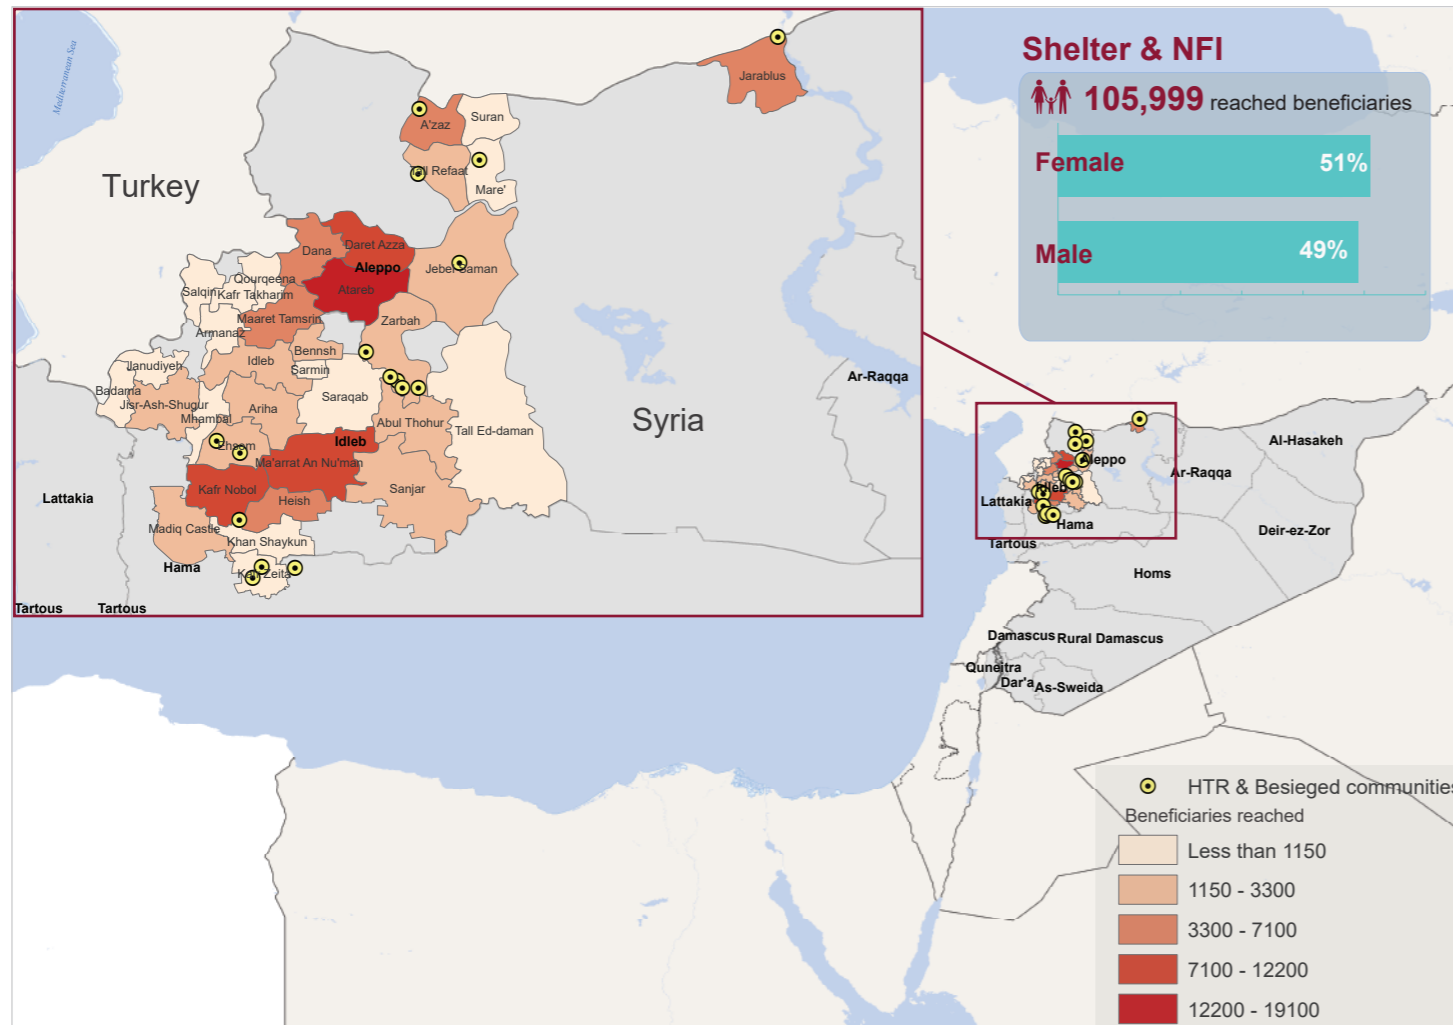 Mediterranean Sea
Turkey
Syria
Jarablus
A'zaz
Suran
Tall Refaat
Mare'
Dana
Daret Azza
Aleppo
Jebel Saman
Atareb
Qourqeena
Salqin
Kafr Takharim
Maaret Tamsrin
Zarbah
Armanaz
Bennsh
Idleb
Janudiyeh
Sarmin
Badama
Jisr-Ash-Shugur
Saraqab
Ariha
Mhambal
Abul Thohur
Tall Ed-daman
Idleb
Ehsem
Ma'arrat An Nu'man
Kafr Nobol
Sanjar
Heish
Lattakia
Madiq Castle
Khan Shaykun
Hama
Kafr Zeita
Tartous
Tartous
Ar-Raqqa
Shelter & NFI
105,999 reached beneficiaries
Female 51%
Male 49%
Aleppo
Al-Hasakeh
Ar-Raqqa
Idleb
Lattakia
Hama
Deir-ez-Zor
Tartous
Homs
Damascus
Rural Damascus
Quneitra
Dar'a
As-Sweida
HTR & Besieged communities
Beneficiaries reached
Less than 1150
1150 - 3300
3300 - 7100
7100 - 12200
12200 - 19100